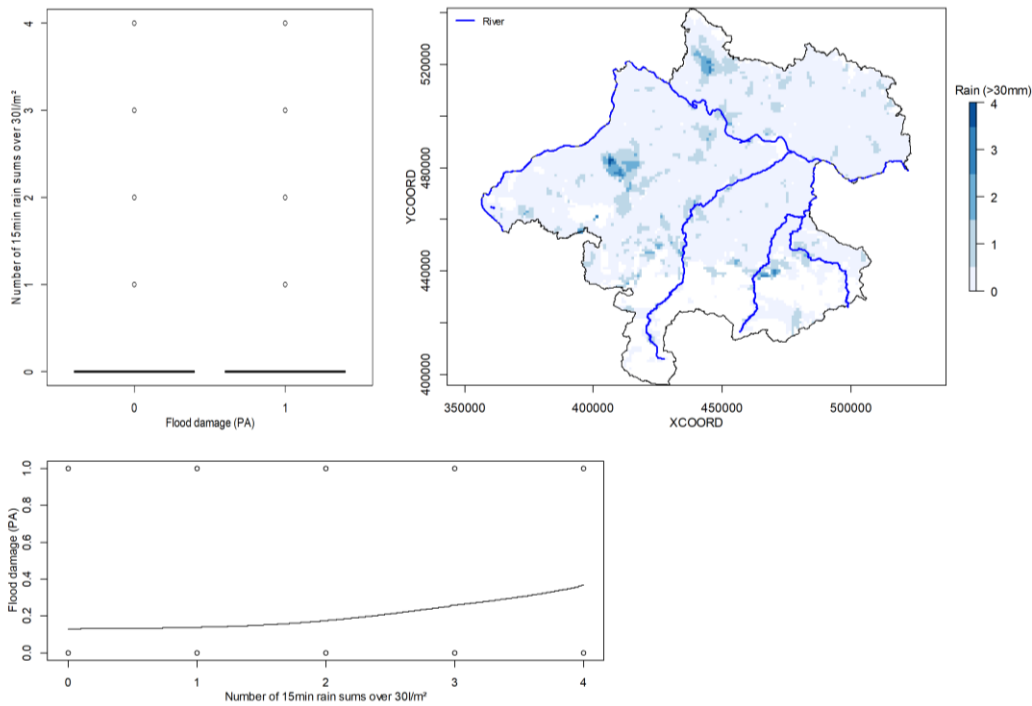 Number of 15min rain sums over 30l/m²
4
3
2
1
0
0 1
Flood damage (PA)
River
YCOORD
520000
480000
440000
400000
350000 400000 450000 500000
XCOORD
Rain (>30mm)
4
3
2
1
0
Flood damage (PA)
1.0
0.8
0.6
0.4
0.2
0.0
0 1 2 3 4
Number of 15min rain sums over 30l/m²